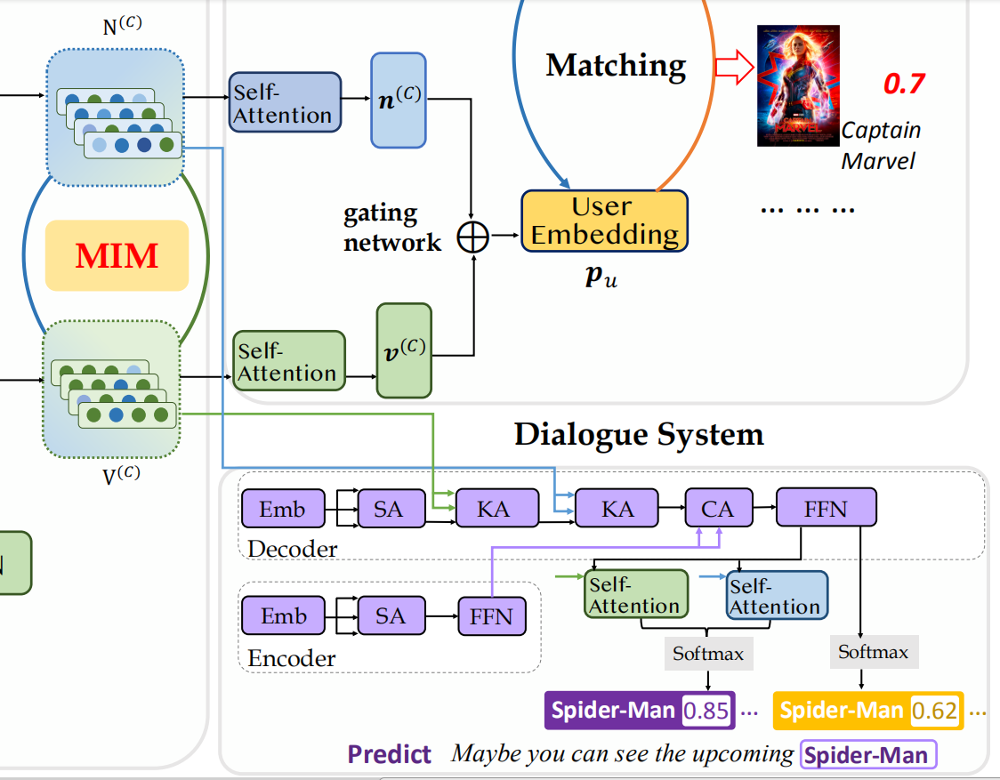 N(C)
Self-
Attention
n(C)
Matching
0.7
Captain
Marvel
... ... ...
gating
network
User
Embedding
pu
MIM
Self-
Attention
v(C)
V(C)
Dialogue System
Emb
SA
KA
KA
CA
FFN
Decoder
Self-
Attention
Self-
Attention
Emb
SA
FFN
Encoder
Softmax
Softmax
Spider-Man 0.85 ...
Spider-Man 0.62 ...
Predict Maybe you can see the upcoming Spider-Man